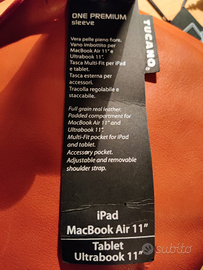 ONE PREMIUM
sleeve
TUCANO.
Vera pelle pieno fiore.
Vano imbottito per
MacBook Air 11" e
Ultrabook 11"
Tasca Multi-Fit per iPad
e tablet.
Tasca esterna per
accessori.
Tracolla regolabile e
staccabile.
Full grain real leather.
Padded compartment for
MacBook Air 11" and
Ultrabook 11".
Multi-Fit pocket for iPad
and tablet.
Accessory pocket.
Adjustable and removable
shoulder strap.
iPad
MacBook Air 11"
Tablet
Ultrabook 11"
subito